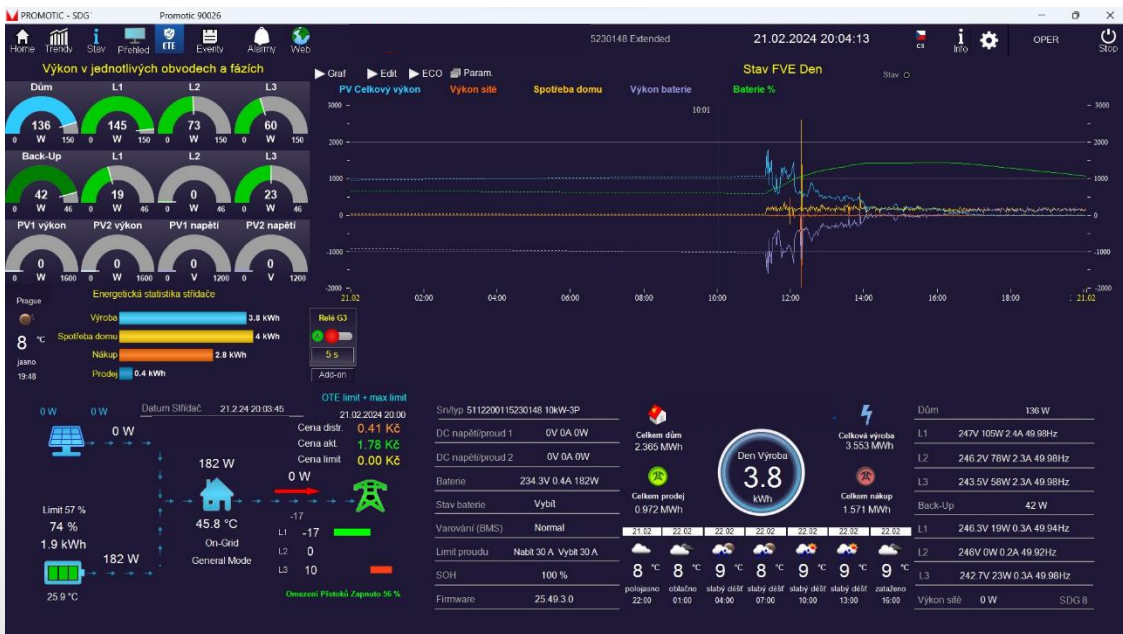 PROMOTIC - SDG Promotic 90026
Home Trendy Stav Přehled ETE Eventy Alarmy Web 5230148 Extended 21.02.2024 20:04:13 cs Info OPER Stop
Výkon v jednotlivých obvodech a fázích
Graf Edit ECO Param. Stav FVE Den Stav
PV Celkový výkon Výkon sítě Spotřeba domu Výkon baterie Baterie %
Dům L1 L2 L3
136 145 73 60
0 W 150 0 W 150 0 W 150 0 W 150
Back-Up L1 L2 L3
42 19 0 23
0 W 46 0 W 46 0 W 46 0 W 46
PV1 výkon PV2 výkon PV1 napětí PV2 napětí
0 0 0 0
0 W 1600 0 W 1600 0 V 1200 0 V 1200
10:01
3000 3000
2000 2000
1000 1000
0 0
-1000 -1000
-2000 -2000
21.02 02:00 04:00 06:00 08:00 10:00 12:00 14:00 16:00 18:00 21.02
Energetická statistika střídače
Prague
8 °C
jasno
19:48
Výroba 3.8 kWh
Spotřeba domu 4 kWh
Nákup 2.8 kWh
Prodej 0.4 kWh
Relé G3
A
5 s
Add-on
OTE limit + max limit
0 W 0 W Datum Střídač 21.2.24 20:03:45 21.02.2024 20:00
0 W
Cena distr. 0.41 Kč
Cena akt. 1.78 Kč
Cena limit 0.00 Kč
182 W
0 W
-17
45.8 °C
On-Grid
General Mode
L1 -17
L2 0
L3 10
Limit 57 %
74 %
1.9 kWh
182 W
25.9 °C
Omezení Přetoků Zapnuto 56 %
Sn/typ 5112200115230148 10kW-3P
DC napětí/proud 1 0V 0A 0W
DC napětí/proud 2 0V 0A 0W
Baterie 234.3V 0.4A 182W
Stav baterie Vybít
Varování (BMS) Normal
Limit proudu Nabít 30 A Vybít 30 A
SOH 100 %
Firmware 25.49.3.0
Celkem dům
2.365 MWh
Celková výroba
3.553 MWh
Den Výroba
3.8
kWh
Celkem prodej
0.972 MWh
Celkem nákup
1.571 MWh
21.02 22.02 22.02 22.02 22.02 22.02 22.02
8 °C 8 °C 9 °C 8 °C 9 °C 9 °C 9 °C
polojasno oblačno slabý déšť slabý déšť slabý déšť slabý déšť zataženo
22:00 01:00 04:00 07:00 10:00 13:00 16:00
Dům 136 W
L1 247V 105W 2.4A 49.98Hz
L2 246.2V 78W 2.3A 49.98Hz
L3 243.5V 58W 2.3A 49.98Hz
Back-Up 42 W
L1 246.3V 19W 0.3A 49.94Hz
L2 246V 0W 0.2A 49.92Hz
L3 242.7V 23W 0.3A 49.98Hz
Výkon sítě 0 W SDG 8